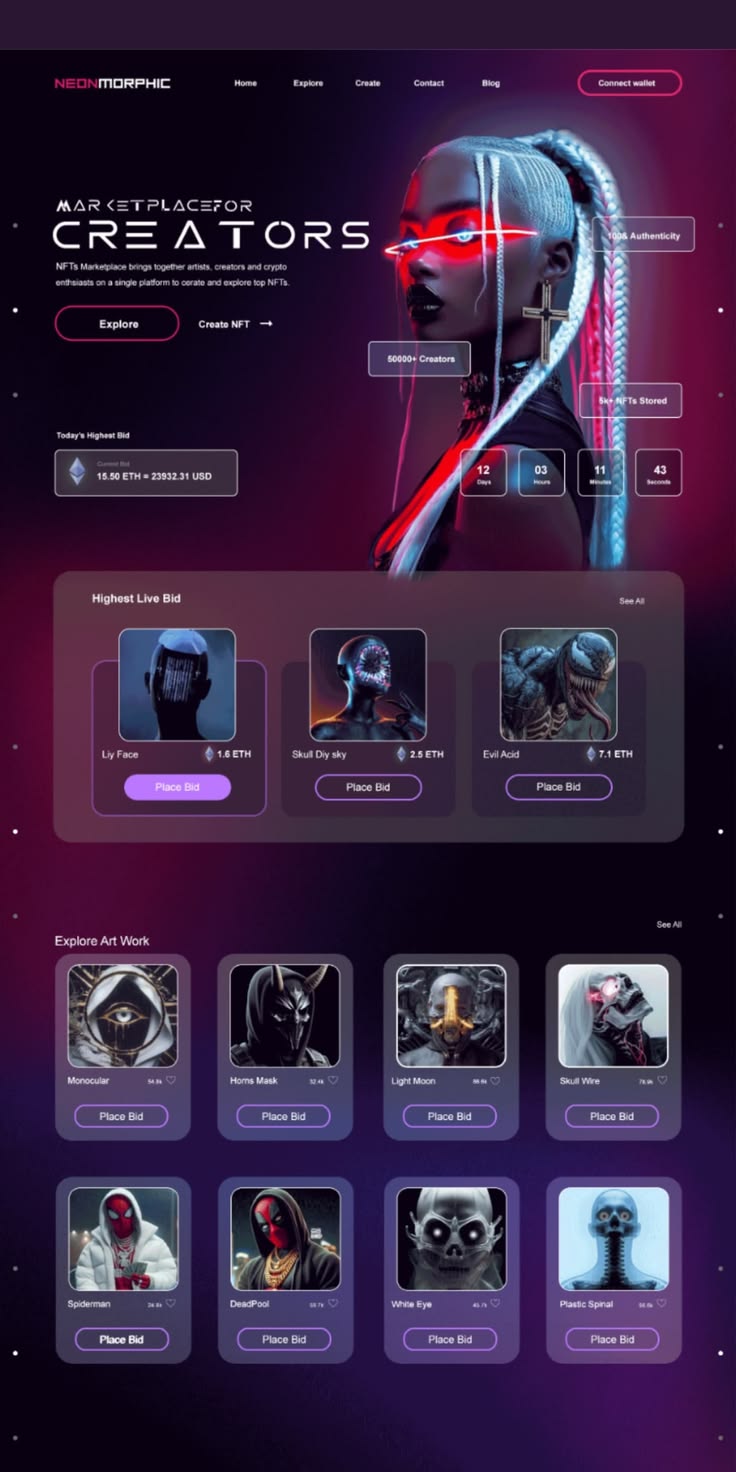 NEONMORPHIC Home Explore Create Contact Blog Connect wallet
MARKETPLACEFOR
CREATORS
NFTs Marketplace brings together artists, creators and crypto
enthsiasts on a single platform to cerate and explore top NFTs.
Explore Create NFT →
100& Authenticity
50000+ Creators
5k+ NFTs Stored
Today's Highest Bid
Current Bid
15.50 ETH = 23932.31 USD
12 03 11 43
Days Hours Minutes Seconds
Highest Live Bid See All
Liy Face 1.6 ETH Skull Diy sky 2.5 ETH Evil Acid 7.1 ETH
Place Bid Place Bid Place Bid
See All
Explore Art Work
Monocular Horns Mask 32.4k Light Moon Skull Wire
Place Bid Place Bid Place Bid Place Bid
Spiderman DeadPool White Eye 45.7k Plastic Spinal
Place Bid Place Bid Place Bid Place Bid